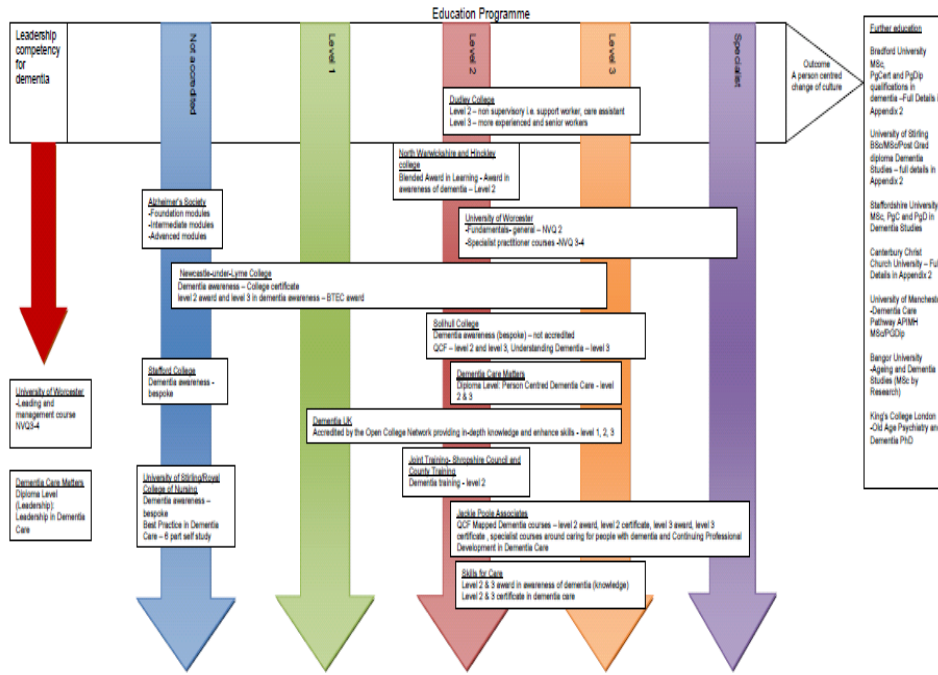 Education Programme
Leadership
competency
for
dementia
Not accredited
Level 1
Level 2
Level 3
Specialist
Outcome
A person centred
change of culture
Dudley College
Level 2 – non supervisory i.e. support worker, care assistant
Level 3 – more experienced and senior workers
North Warwickshire and Hinckley
college
Blended Award in Learning - Award in
awareness of dementia – Level 2
Alzheimer's Society
-Foundation modules
-Intermediate modules
-Advanced modules
University of Worcester
-Fundamentals- general – NVQ 2
-Specialist practitioner courses -NVQ 3-4
Newcastle-under-Lyme College
Dementia awareness – College certificate
level 2 award and level 3 in dementia awareness – BTEC award
Solihull College
Dementia awareness (bespoke) – not accredited
QCF – level 2 and level 3, Understanding Dementia – level 3
Stafford College
Dementia awareness -
bespoke
Dementia Care Matters
Diploma Level: Person Centred Dementia Care - level
2 & 3
University of Worcester
-Leading and
management course
NVQ3-4
Dementia UK
Accredited by the Open College Network providing in-depth knowledge and enhance skills - level 1, 2, 3
Joint Training- Shropshire Council and
County Training
Dementia training - level 2
Dementia Care Matters
Diploma Level
(Leadership):
Leadership in Dementia
Care
University of Stirling/Royal
College of Nursing
Dementia awareness –
bespoke
Best Practice in Dementia
Care – 6 part self study
Jackie Poole Associates
QCF Mapped Dementia courses – level 2 award, level 2 certificate, level 3 award, level 3
certificate , specialist courses around caring for people with dementia and Continuing Professional
Development in Dementia Care
Skills for Care
Level 2 & 3 award in awareness of dementia (knowledge)
Level 2 & 3 certificate in dementia care
Further education
Bradford University
MSc,
PgCert and PgDip
qualifications in
dementia –Full Details i
Appendix 2
University of Stirling
BSc/MSc/Post Grad
diploma Dementia
Studies – full details in
Appendix 2
Staffordshire University
MSc, PgC and PgD in
Dementia Studies
Canterbury Christ
Church University – Ful
Details in Appendix 2
University of Mancheste
-Dementia Care
Pathway APIMH
MSc/PGDip
Bangor University
-Ageing and Dementia
Studies (MSc by
Research)
King's College London
-Old Age Psychiatry and
Dementia PhD